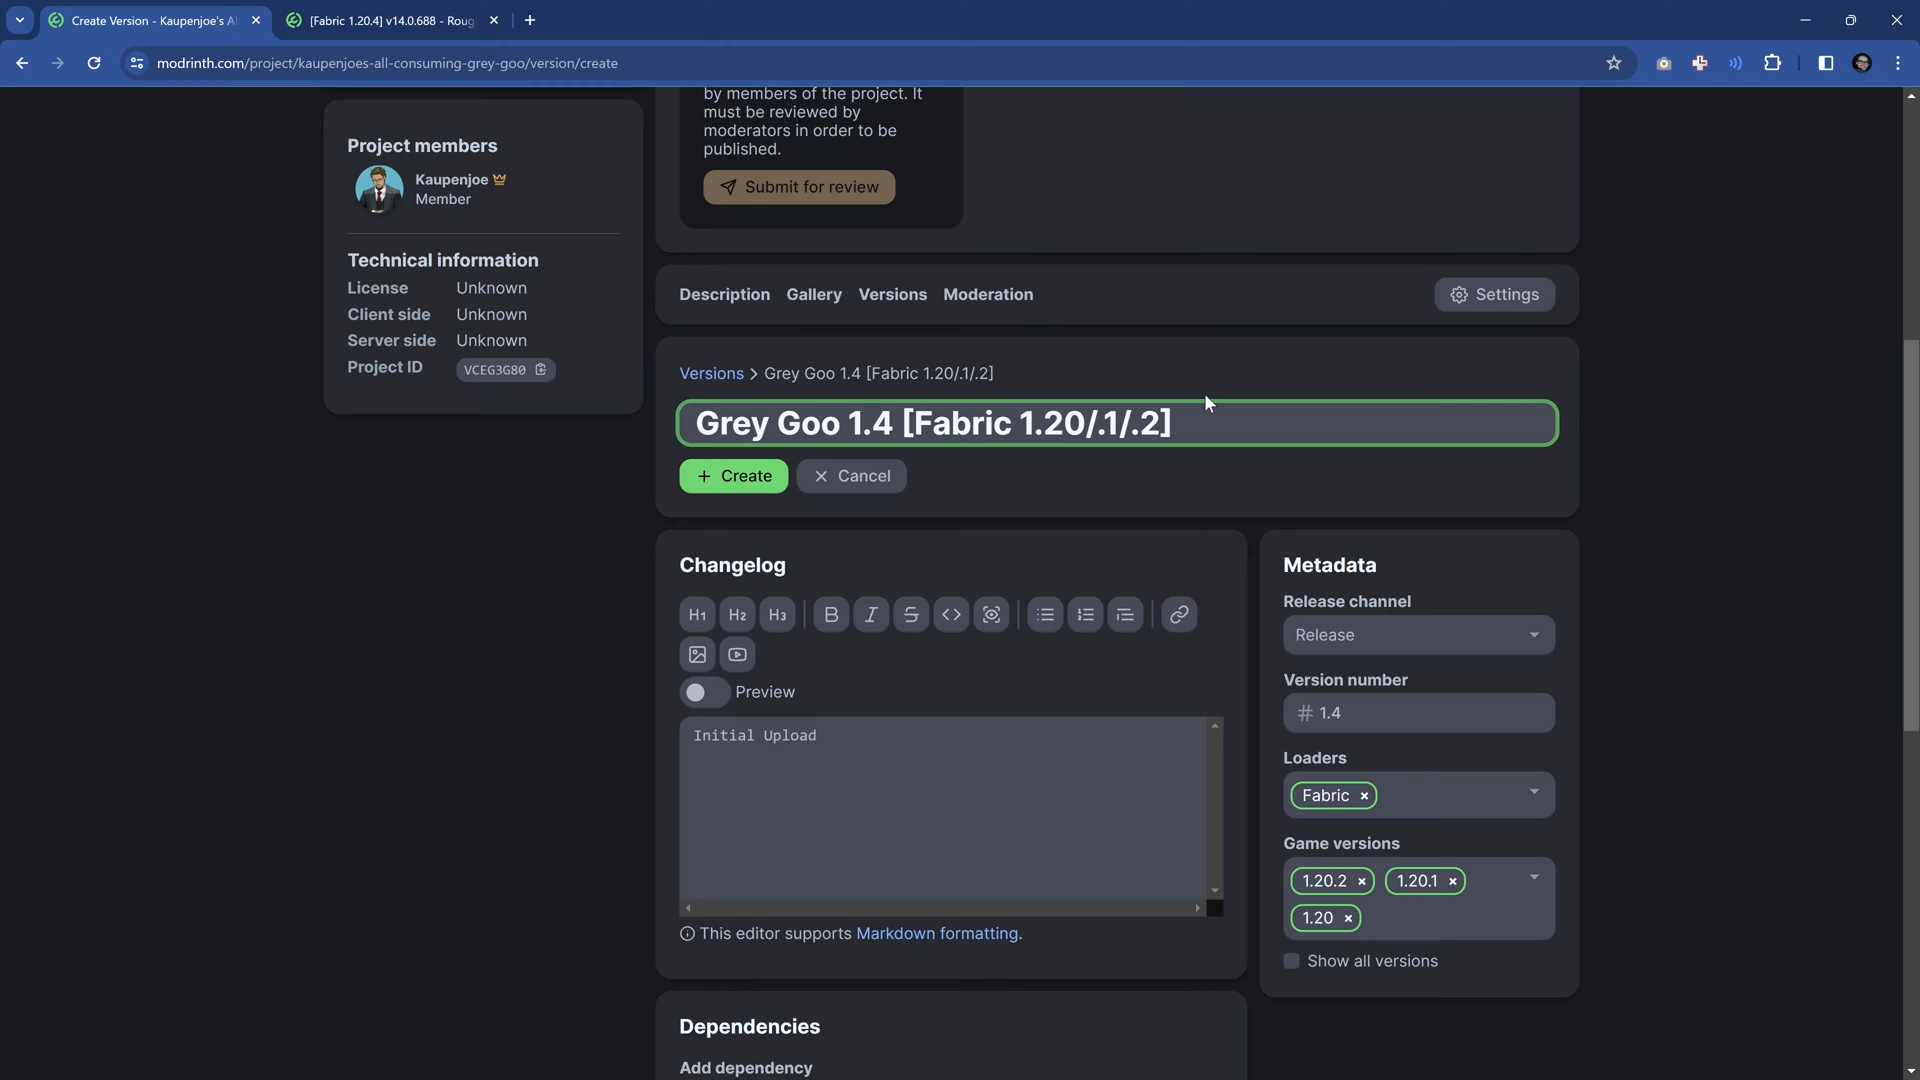 Create Version - Kaupenjoe's Al
[Fabric 1.20.4] v14.0.688 - Roug
modrinth.com/project/kaupenjoes-all-consuming-grey-goo/version/create
Project members
Kaupenjoe
Member
Technical information
License Unknown
Client side Unknown
Server side Unknown
Project ID VCEG3G80
by members of the project. It
must be reviewed by
moderators in order to be
published.
Submit for review
Description Gallery Versions Moderation
Settings
Versions > Grey Goo 1.4 [Fabric 1.20/.1/.2]
Grey Goo 1.4 [Fabric 1.20/.1/.2]
+ Create
× Cancel
Changelog
H1 H2 H3 B I S
Preview
Initial Upload
This editor supports Markdown formatting.
Metadata
Release channel
Release
Version number
# 1.4
Loaders
Fabric ×
Game versions
1.20.2 × 1.20.1 ×
1.20 ×
Show all versions
Dependencies
Add dependency